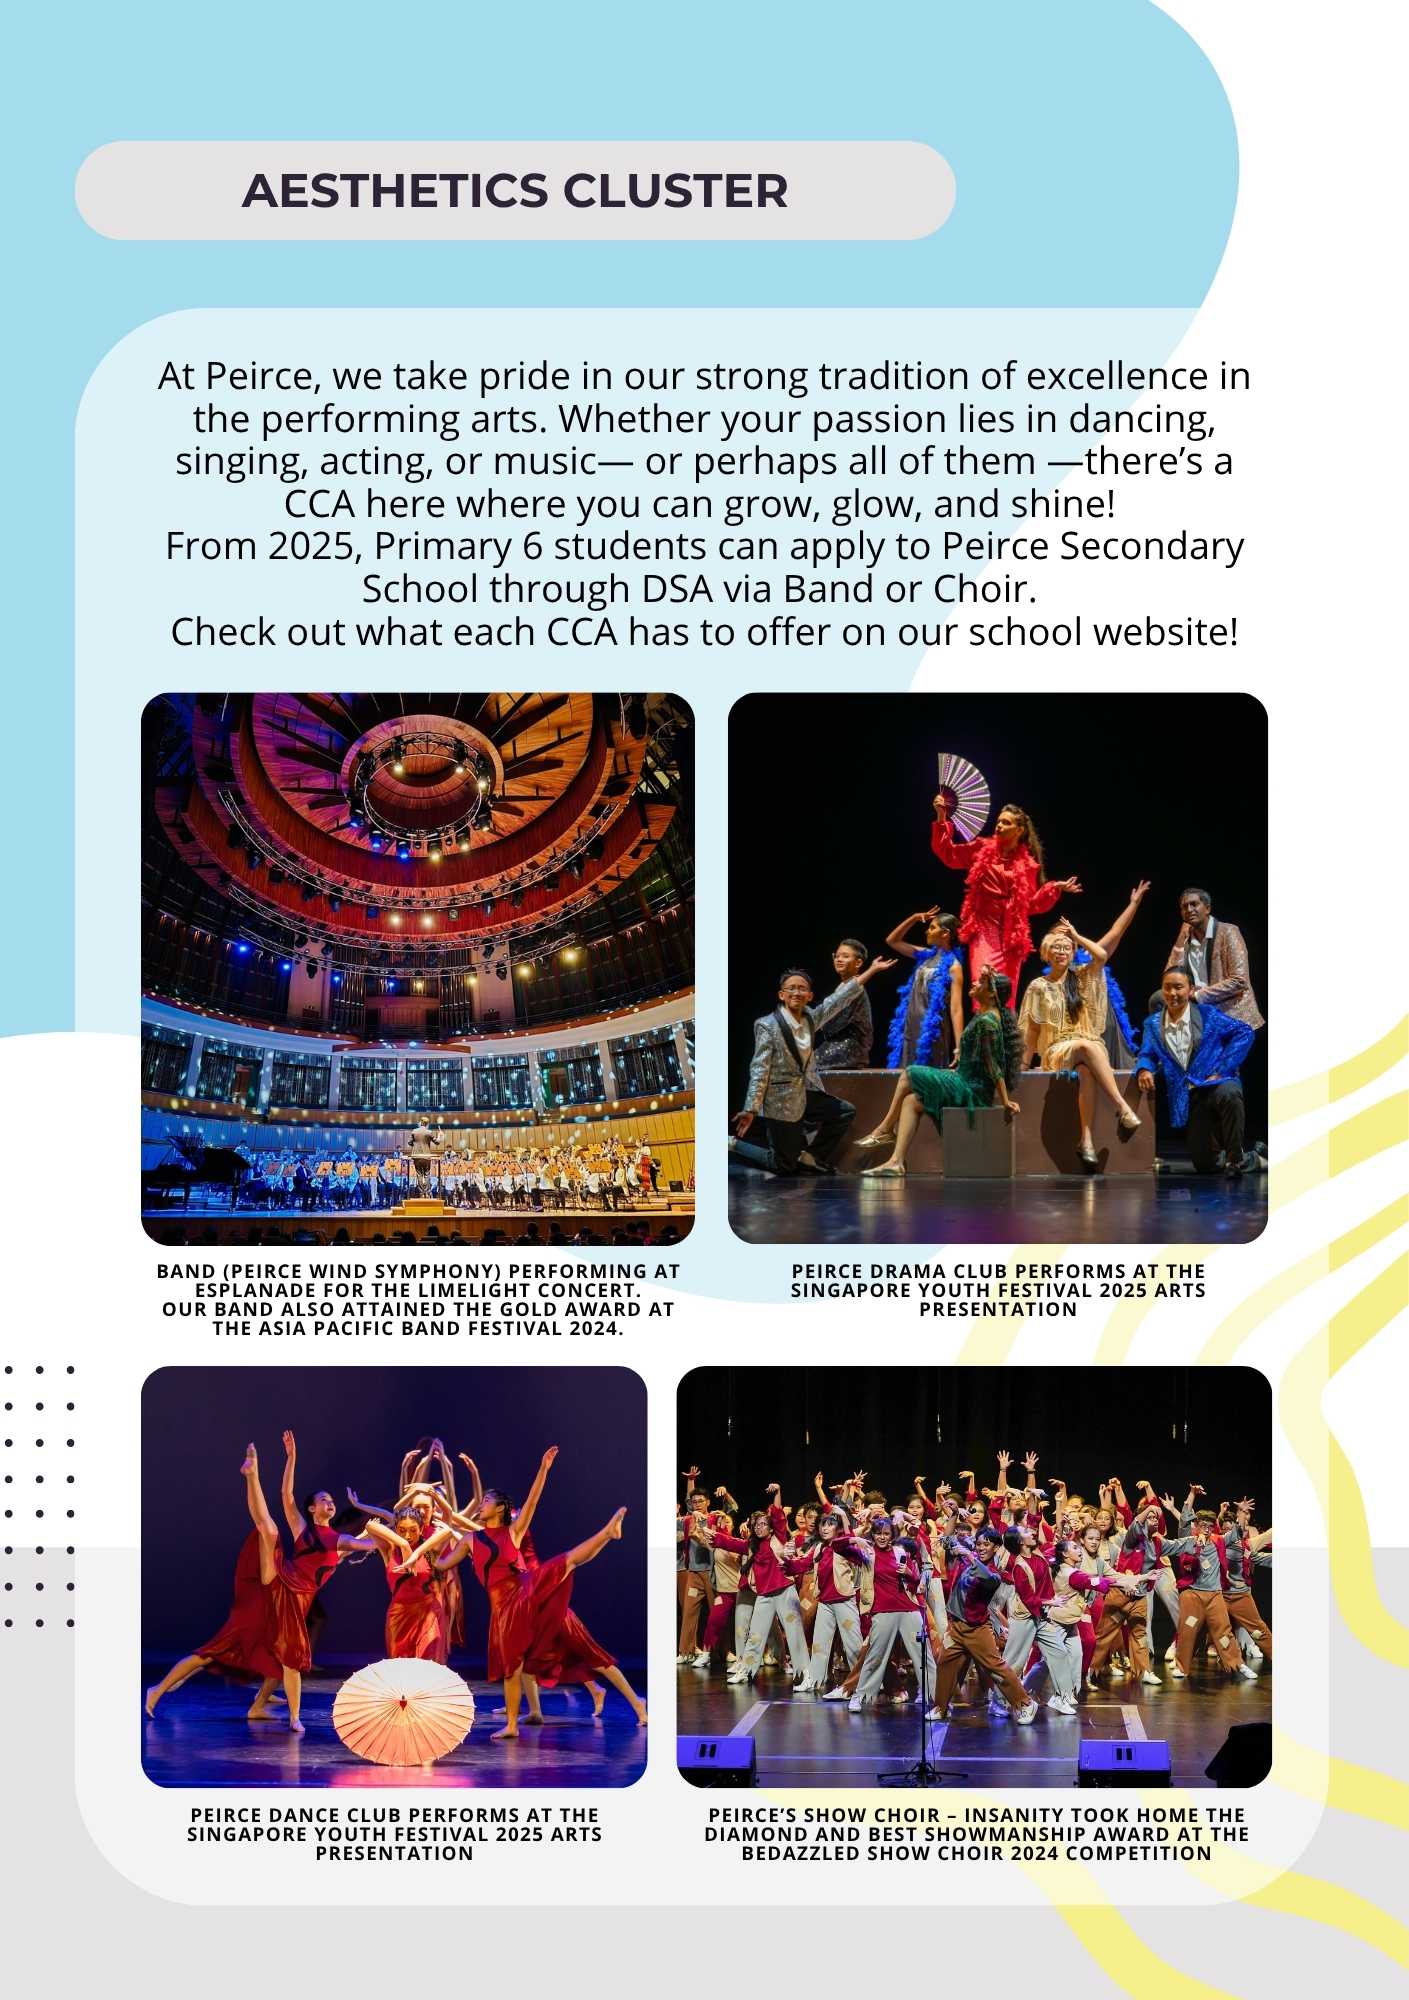 AESTHETICS CLUSTER
At Peirce, we take pride in our strong tradition of excellence in
the performing arts. Whether your passion lies in dancing,
singing, acting, or music— or perhaps all of them —there’s a
CCA here where you can grow, glow, and shine!
From 2025, Primary 6 students can apply to Peirce Secondary
School through DSA via Band or Choir.
Check out what each CCA has to offer on our school website!
BAND (PEIRCE WIND SYMPHONY) PERFORMING AT
ESPLANADE FOR THE LIMELIGHT CONCERT.
OUR BAND ALSO ATTAINED THE GOLD AWARD AT
THE ASIA PACIFIC BAND FESTIVAL 2024.
PEIRCE DRAMA CLUB PERFORMS AT THE
SINGAPORE YOUTH FESTIVAL 2025 ARTS
PRESENTATION
PEIRCE DANCE CLUB PERFORMS AT THE
SINGAPORE YOUTH FESTIVAL 2025 ARTS
PRESENTATION
PEIRCE’S SHOW CHOIR – INSANITY TOOK HOME THE
DIAMOND AND BEST SHOWMANSHIP AWARD AT THE
BEDAZZLED SHOW CHOIR 2024 COMPETITION